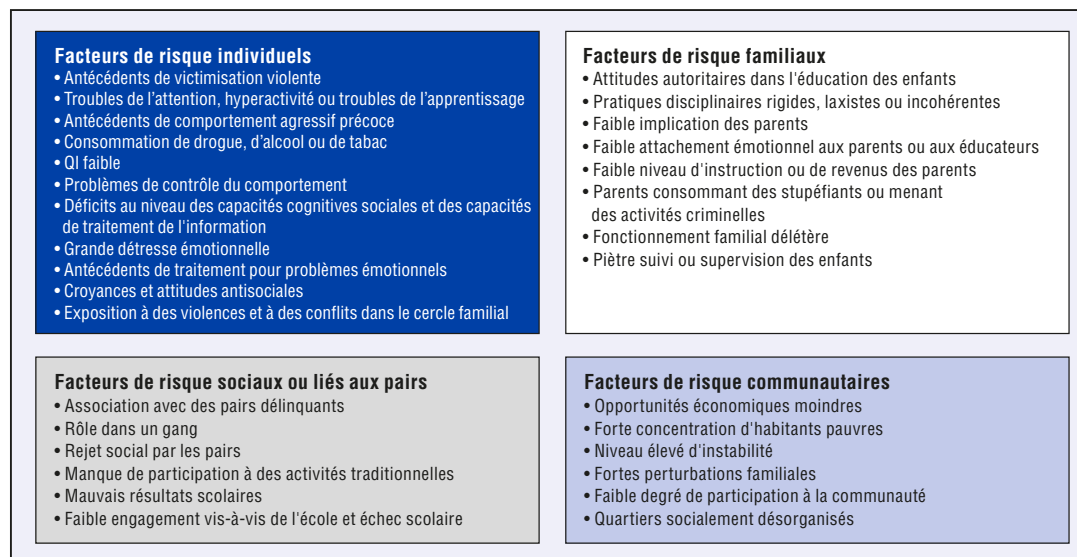 Facteurs de risque individuels
• Antécédents de victimisation violente
• Troubles de l’attention, hyperactivité ou troubles de l’apprentissage
• Antécédents de comportement agressif précoce
• Consommation de drogue, d’alcool ou de tabac
• QI faible
• Problèmes de contrôle du comportement
• Déficits au niveau des capacités cognitives sociales et des capacités
de traitement de l'information
• Grande détresse émotionnelle
• Antécédents de traitement pour problèmes émotionnels
• Croyances et attitudes antisociales
• Exposition à des violences et à des conflits dans le cercle familial
Facteurs de risque familiaux
• Attitudes autoritaires dans l'éducation des enfants
• Pratiques disciplinaires rigides, laxistes ou incohérentes
• Faible implication des parents
• Faible attachement émotionnel aux parents ou aux éducateurs
• Faible niveau d'instruction ou de revenus des parents
• Parents consommant des stupéfiants ou menant
des activités criminelles
• Fonctionnement familial délétère
• Piètre suivi ou supervision des enfants
Facteurs de risque sociaux ou liés aux pairs
• Association avec des pairs délinquants
• Rôle dans un gang
• Rejet social par les pairs
• Manque de participation à des activités traditionnelles
• Mauvais résultats scolaires
• Faible engagement vis-à-vis de l'école et échec scolaire
Facteurs de risque communautaires
• Opportunités économiques moindres
• Forte concentration d'habitants pauvres
• Niveau élevé d'instabilité
• Fortes perturbations familiales
• Faible degré de participation à la communauté
• Quartiers socialement désorganisés